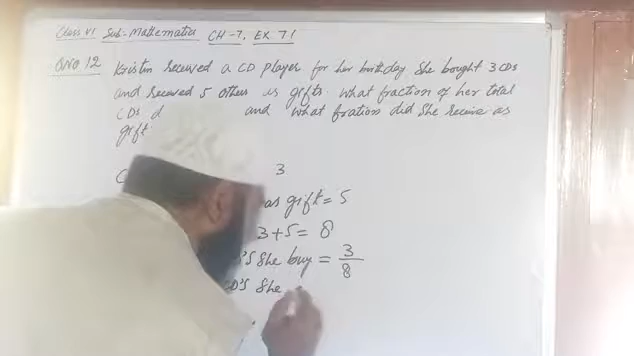 Class VI Sub- Mathematics CH-7, EX 7.1
QNO 12 Kristin received a CD player for her birthday She bought 3 CDs
and received 5 others as gifts. what fraction of her total
CDs d and what fration did She receive as
gift
C 3
as gift = 5
3+5= 8
'S She buy = 3/8
CD'S She